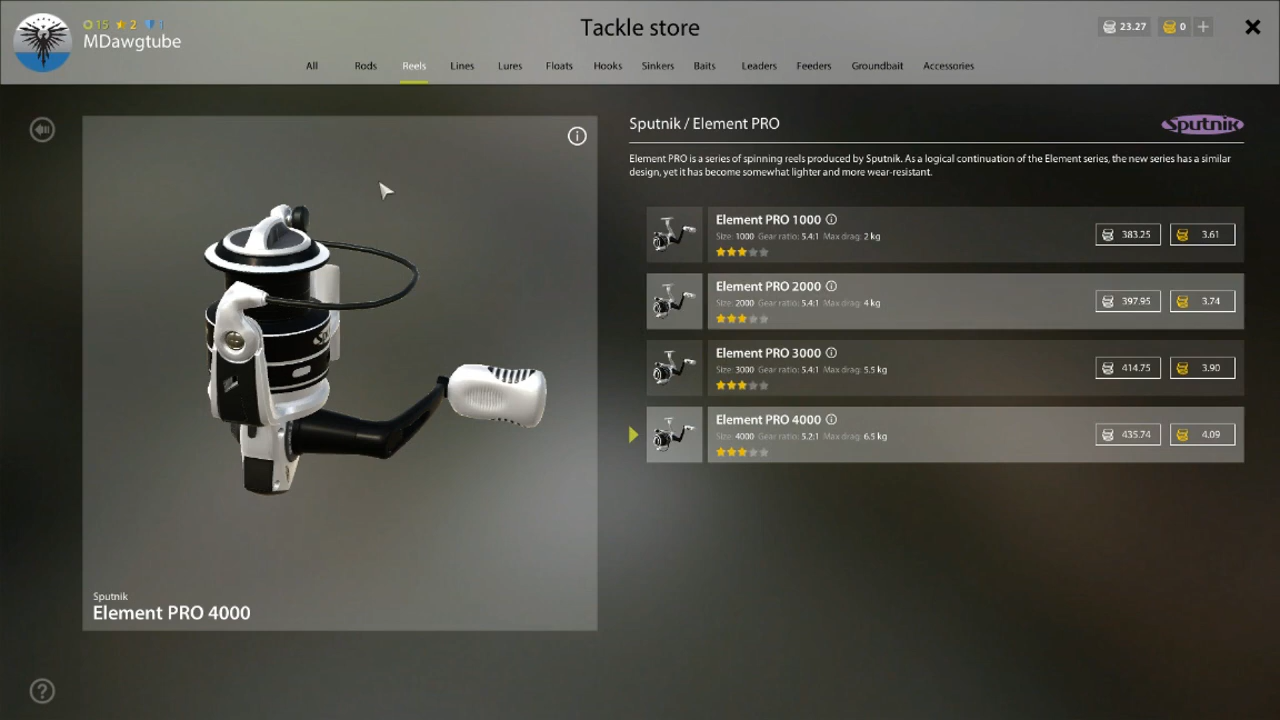 15 2 1
MDawgtube
Tackle store
23.27 0 +
All Rods Reels Lines Lures Floats Hooks Sinkers Baits Leaders Feeders Groundbait Accessories
Sputnik / Element PRO
Sputnik
Element PRO is a series of spinning reels produced by Sputnik. As a logical continuation of the Element series, the new series has a similar
design, yet it has become somewhat lighter and more wear-resistant.
Element PRO 1000
Size: 1000 Gear ratio: 5.4:1 Max drag: 2 kg
383.25 3.61
Element PRO 2000
Size: 2000 Gear ratio: 5.4:1 Max drag: 4 kg
397.95 3.74
Element PRO 3000
Size: 3000 Gear ratio: 5.4:1 Max drag: 5.5 kg
414.75 3.90
Element PRO 4000
Size: 4000 Gear ratio: 5.2:1 Max drag: 6.5 kg
435.74 4.09
Sputnik
Element PRO 4000
?